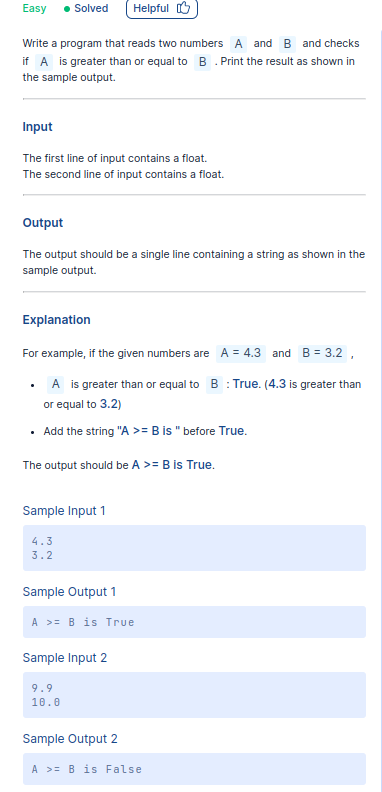 Easy Solved Helpful
Write a program that reads two numbers A and B and checks
if A is greater than or equal to B . Print the result as shown in
the sample output.
Input
The first line of input contains a float.
The second line of input contains a float.
Output
The output should be a single line containing a string as shown in the
sample output.
Explanation
For example, if the given numbers are A = 4.3 and B = 3.2 ,
• A is greater than or equal to B : True. (4.3 is greater than
or equal to 3.2)
• Add the string "A >= B is " before True.
The output should be A >= B is True.
Sample Input 1
4.3
3.2
Sample Output 1
A >= B is True
Sample Input 2
9.9
10.0
Sample Output 2
A >= B is False